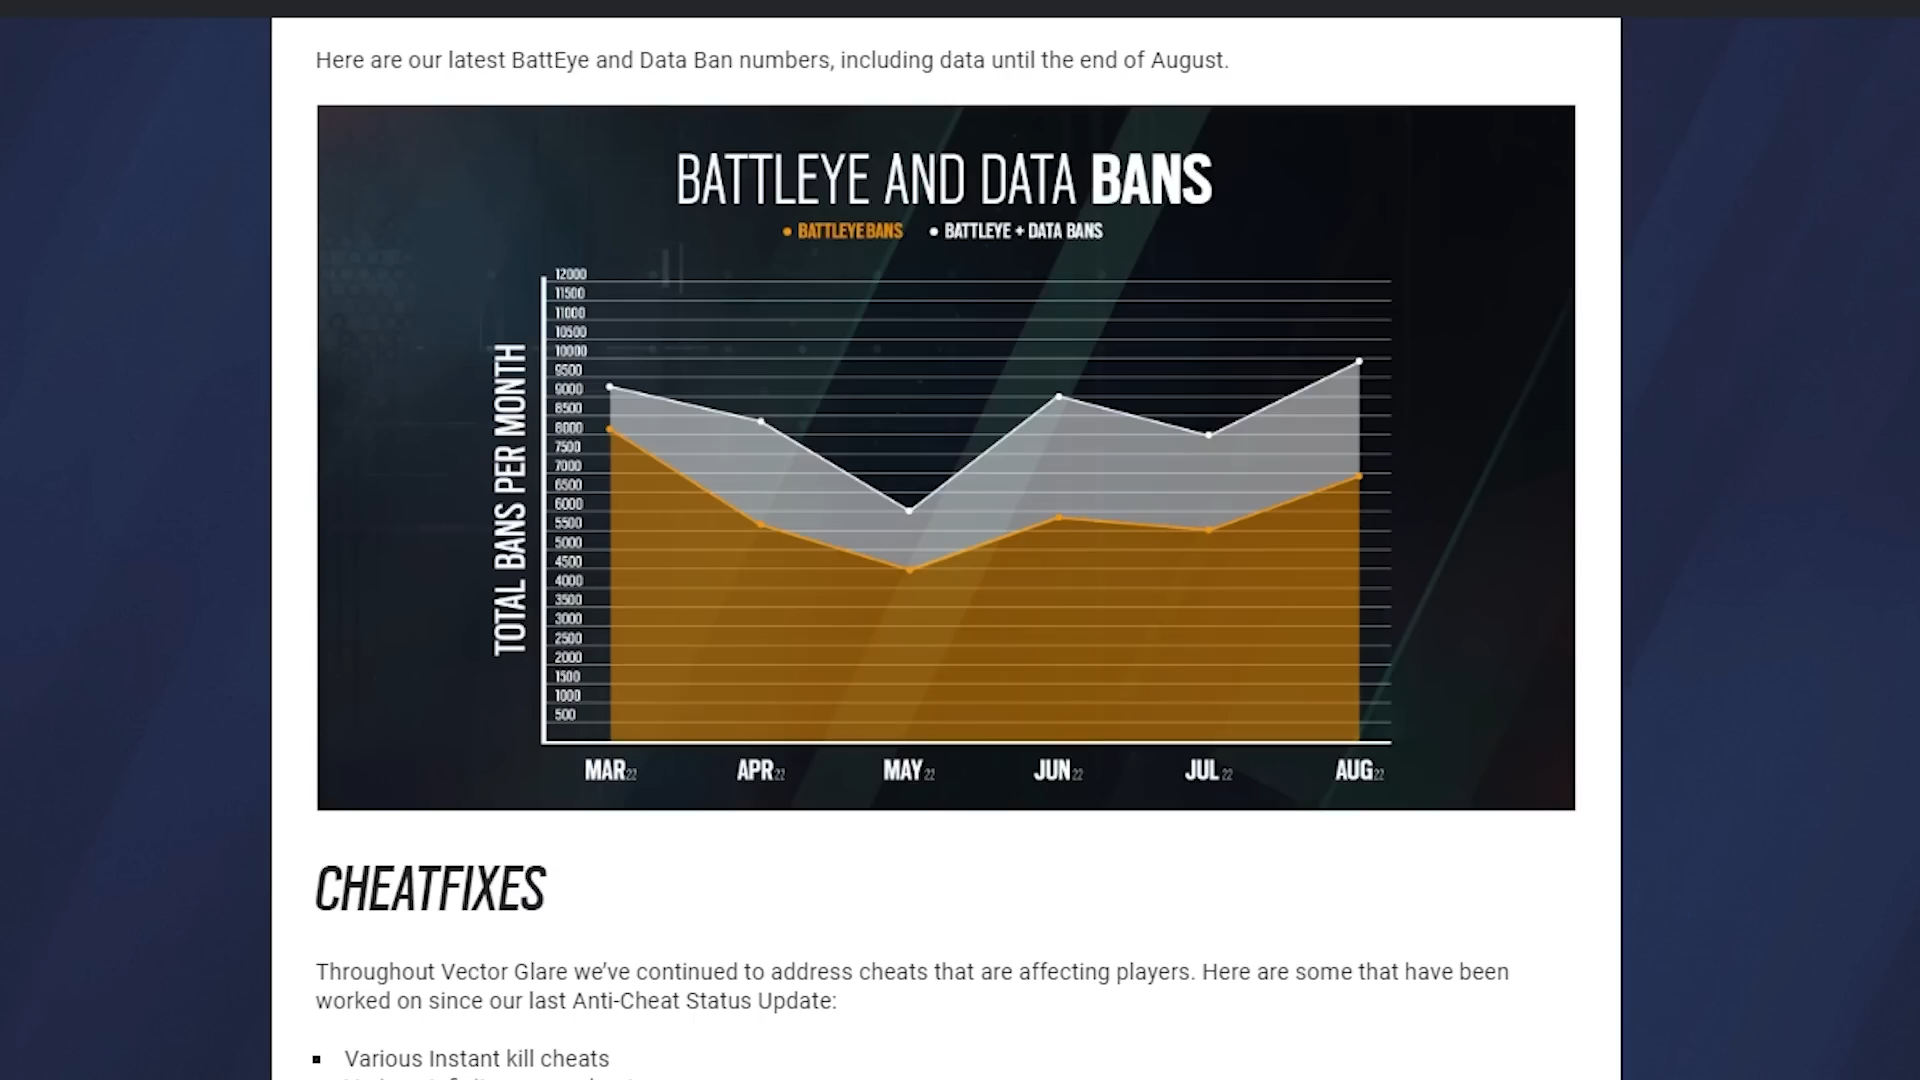 Here are our latest BattEye and Data Ban numbers, including data until the end of August.
BATTLEYE AND DATA BANS
• BATTLEYE BANS • BATTLEYE + DATA BANS
TOTAL BANS PER MONTH
12000
11500
11000
10500
10000
9500
9000
8500
8000
7500
7000
6500
6000
5500
5000
4500
4000
3500
3000
2500
2000
1500
1000
500
MAR22 APR22 MAY22 JUN22 JUL22 AUG22
CHEATFIXES
Throughout Vector Glare we’ve continued to address cheats that are affecting players. Here are some that have been
worked on since our last Anti-Cheat Status Update:
▪ Various Instant kill cheats